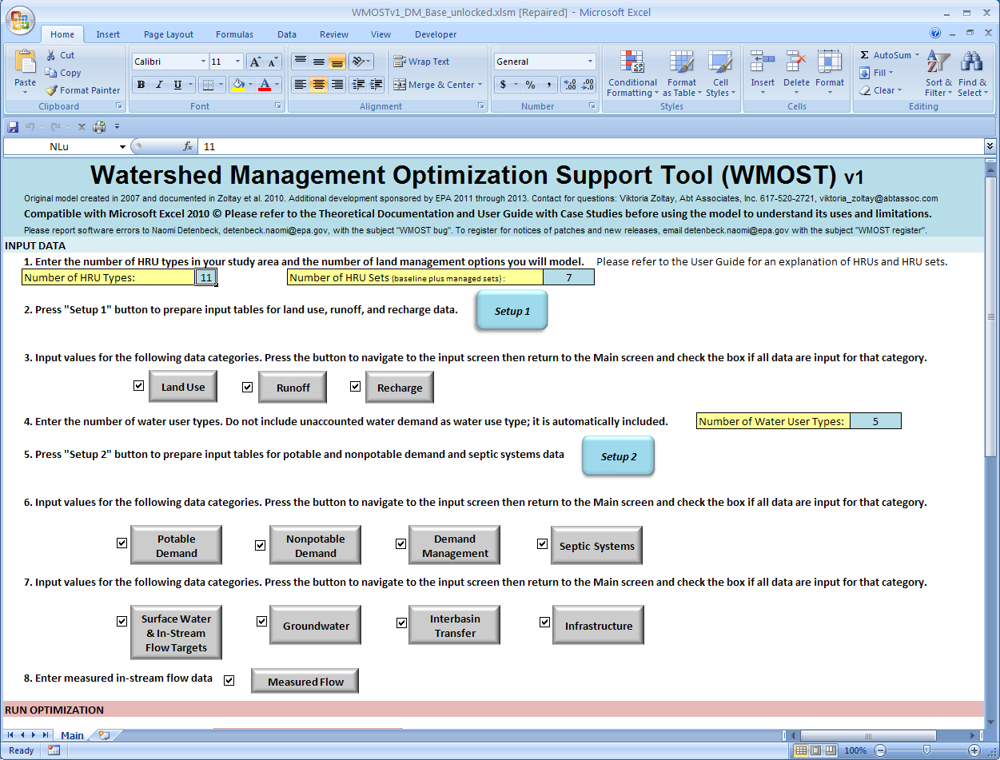 WMOSTv1_DM_Base_unlocked.xlsm [Repaired] - Microsoft Excel
Home Insert Page Layout Formulas Data Review View Developer
Paste Cut Copy Format Painter Clipboard
Calibri 11 A A B I U A Font
Wrap Text Merge & Center Alignment
General $ % , .00 Number
Conditional Formatting Format as Table Cell Styles Styles
Insert Delete Format Cells
Σ AutoSum Fill Clear Sort & Filter Find & Select Editing
NLu fx 11
Watershed Management Optimization Support Tool (WMOST) v1
Original model created in 2007 and documented in Zoltay et al. 2010. Additional development sponsored by EPA 2011 through 2013. Contact for questions: Viktoria Zoltay, Abt Associates, Inc. 617-520-2721, viktoria_zoltay@abtassoc.com
Compatible with Microsoft Excel 2010 © Please refer to the Theoretical Documentation and User Guide with Case Studies before using the model to understand its uses and limitations.
Please report software errors to Naomi Detenbeck, detenbeck.naomi@epa.gov, with the subject "WMOST bug". To register for notices of patches and new releases, email detenbeck.naomi@epa.gov with the subject "WMOST register".
INPUT DATA
1. Enter the number of HRU types in your study area and the number of land management options you will model. Please refer to the User Guide for an explanation of HRUs and HRU sets.
Number of HRU Types: 11 Number of HRU Sets (baseline plus managed sets) : 7
2. Press "Setup 1" button to prepare input tables for land use, runoff, and recharge data. Setup 1
3. Input values for the following data categories. Press the button to navigate to the input screen then return to the Main screen and check the box if all data are input for that category.
Land Use Runoff Recharge
4. Enter the number of water user types. Do not include unaccounted water demand as water use type; it is automatically included. Number of Water User Types: 5
5. Press "Setup 2" button to prepare input tables for potable and nonpotable demand and septic systems data Setup 2
6. Input values for the following data categories. Press the button to navigate to the input screen then return to the Main screen and check the box if all data are input for that category.
Potable Demand Nonpotable Demand Demand Management Septic Systems
7. Input values for the following data categories. Press the button to navigate to the input screen then return to the Main screen and check the box if all data are input for that category.
Surface Water & In-Stream Flow Targets Groundwater Interbasin Transfer Infrastructure
8. Enter measured in-stream flow data Measured Flow
RUN OPTIMIZATION
Main
Ready 100%